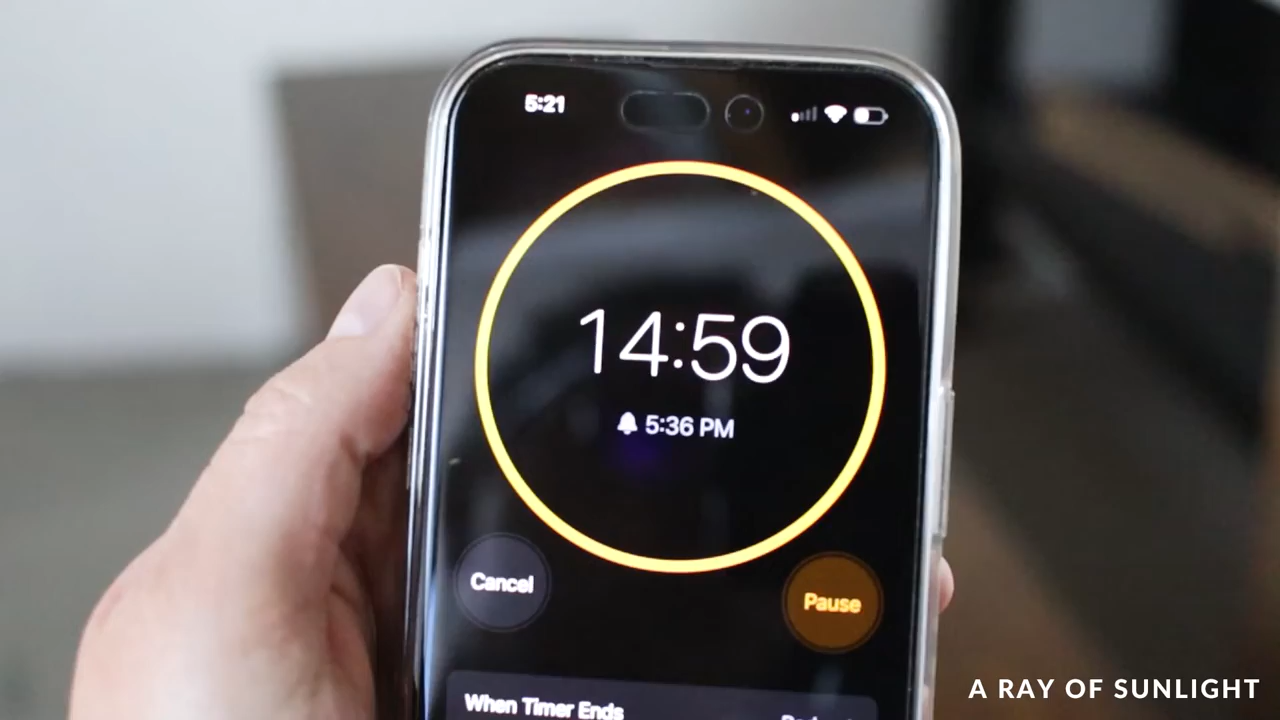 5:21
14:59
5:36 PM
Cancel
Pause
When Timer Ends
A RAY OF SUNLIGHT